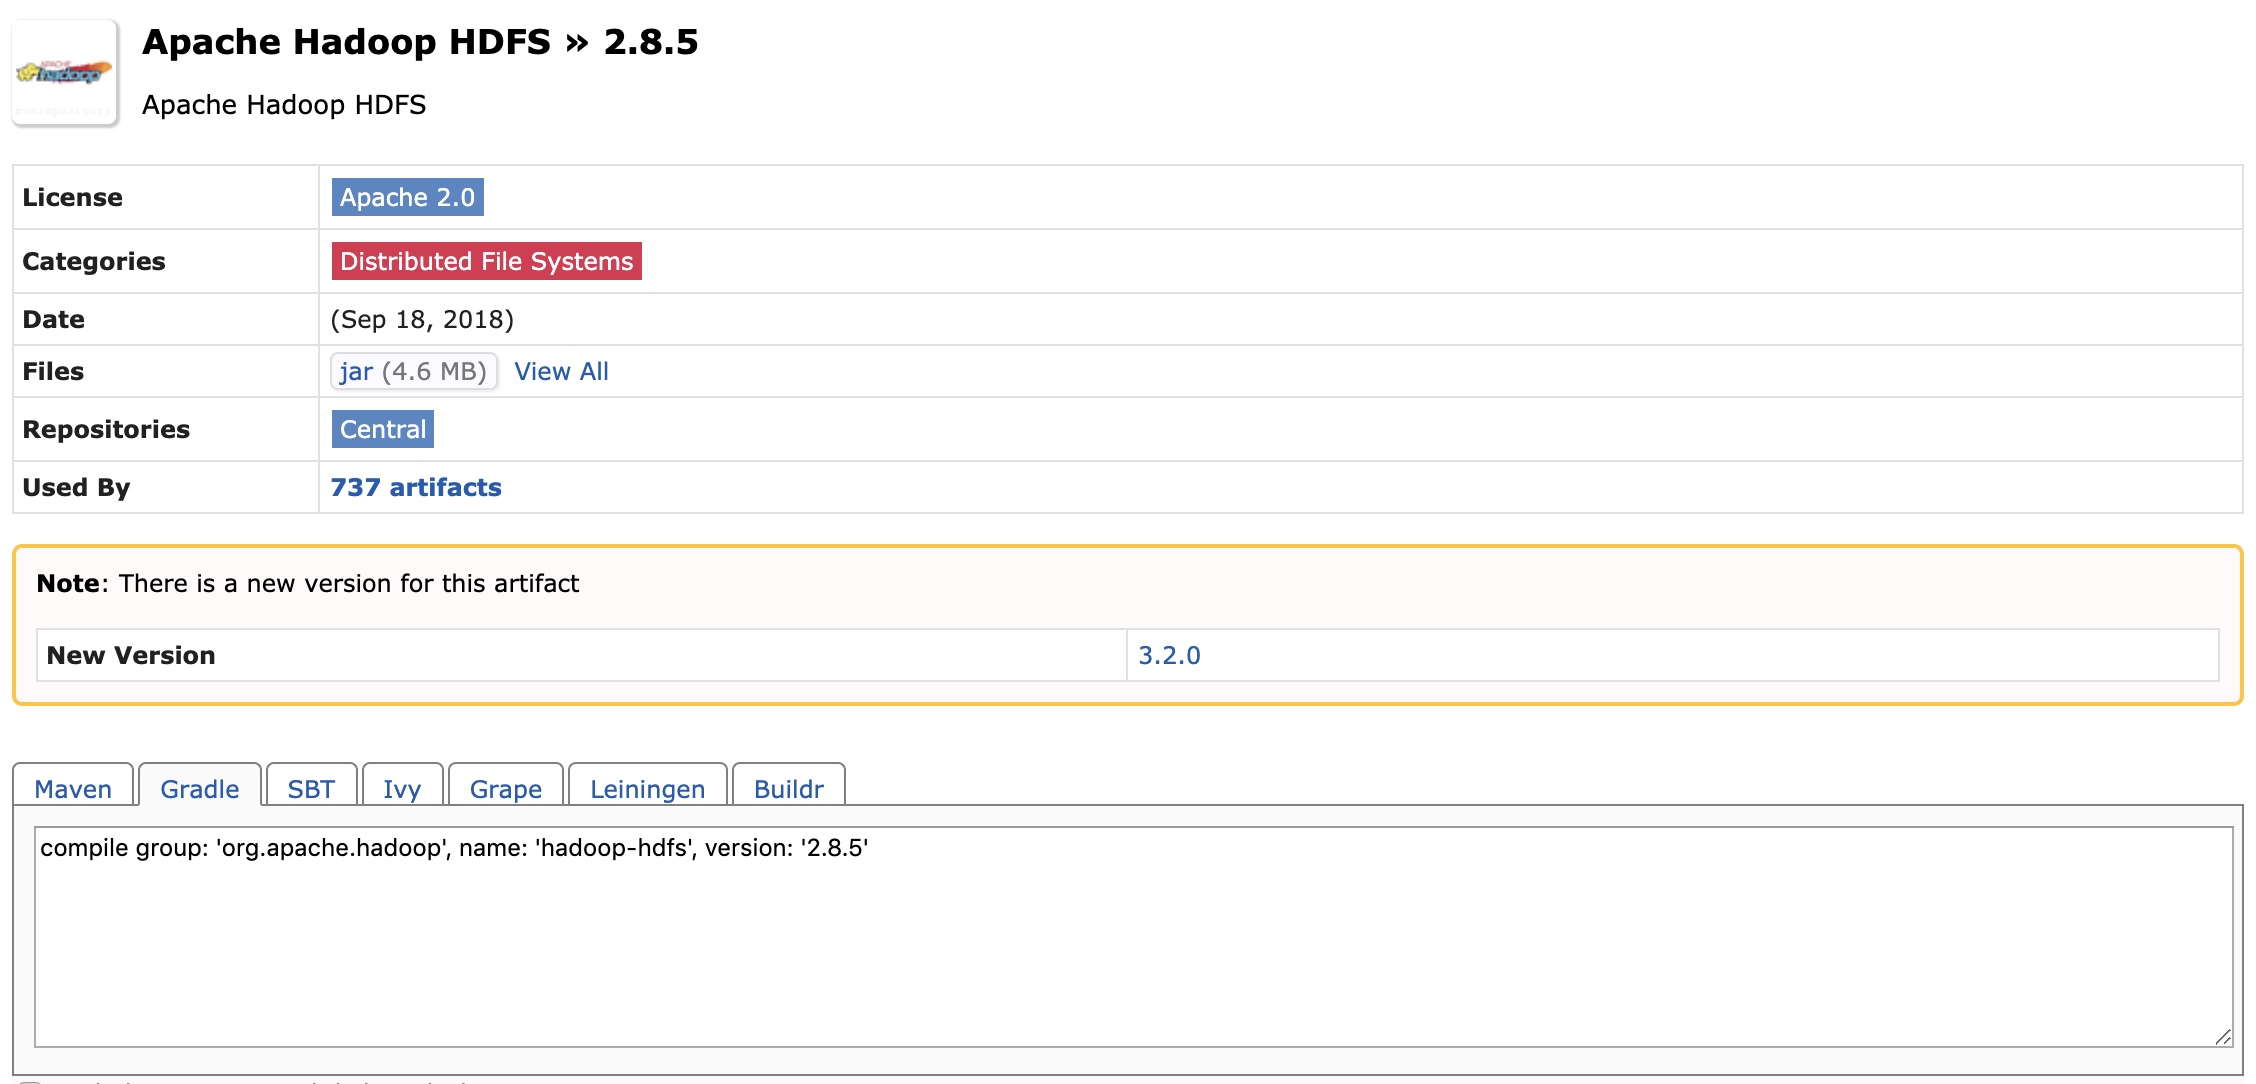 Apache Hadoop HDFS » 2.8.5
APACHE
hadoop
Apache Hadoop HDFS
License Apache 2.0
Categories Distributed File Systems
Date (Sep 18, 2018)
Files jar (4.6 MB) View All
Repositories Central
Used By 737 artifacts
Note: There is a new version for this artifact
New Version 3.2.0
Maven Gradle SBT Ivy Grape Leiningen Buildr
compile group: 'org.apache.hadoop', name: 'hadoop-hdfs', version: '2.8.5'